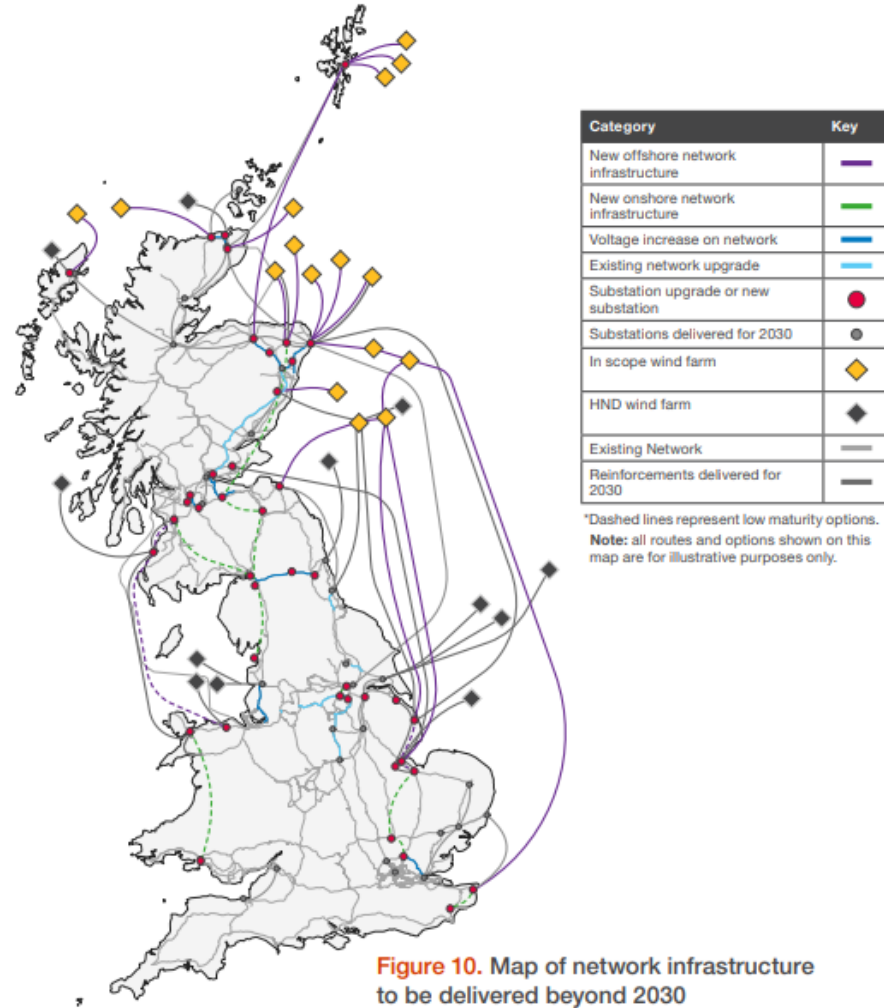 Category Key
New offshore network
infrastructure
New onshore network
infrastructure
Voltage increase on network
Existing network upgrade
Substation upgrade or new
substation
Substations delivered for 2030
In scope wind farm
HND wind farm
Existing Network
Reinforcements delivered for
2030
*Dashed lines represent low maturity options.
Note: all routes and options shown on this
map are for illustrative purposes only.
Figure 10. Map of network infrastructure
to be delivered beyond 2030